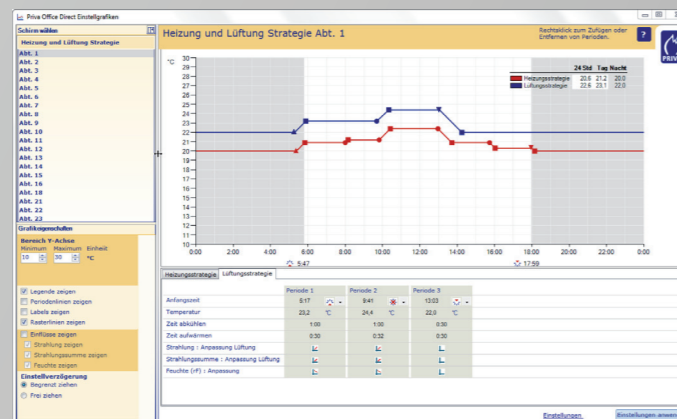 Priva Office Direct Einstellgrafiken
Schirm wählen
Heizung und Lüftung Strategie
Abt. 1
Abt. 2
Abt. 3
Abt. 4
Abt. 5
Abt. 6
Abt. 7
Abt. 8
Abt. 9
Abt. 10
Abt. 11
Abt. 12
Abt. 13
Abt. 14
Abt. 15
Abt. 16
Abt. 18
Abt. 21
Abt. 22
Abt. 23
Grafikeigenschaften
Bereich Y-Achse
Minimum Maximum Einheit
10 30 °C
Legende zeigen
Periodenlinien zeigen
Labels zeigen
Rasterlinien zeigen
Einflüsse zeigen
Strahlung zeigen
Strahlungssumme zeigen
Feuchte zeigen
Einstellverzögerung
Begrenzt ziehen
Frei ziehen
Heizung und Lüftung Strategie Abt. 1
Rechtsklick zum Zufügen oder
Entfernen von Perioden.
?
PRIV
°C
30
29
28
27
26
25
24
23
22
21
20
19
18
17
16
15
14
13
12
11
10
24 Std Tag Nacht
Heizungsstrategie 20,6 21,2 20,0
Lüftungsstrategie 22,6 23,1 22,0
0:00 2:00 4:00 6:00 8:00 10:00 12:00 14:00 16:00 18:00 20:00 22:00 0:00
5:47 17:59
Heizungsstrategie Lüftungsstrategie
Periode 1 Periode 2 Periode 3
Anfangszeit 5:17 9:41 13:03
Temperatur 23,2 °C 24,4 °C 22,0 °C
Zeit abkühlen 1:00 1:00 0:30
Zeit aufwärmen 0:30 0:32 0:50
Strahlung : Anpassung Lüftung
Strahlungssumme : Anpassung Lüftung
Feuchte (rF) : Anpassung
Einstellungen Einstellungen anwen